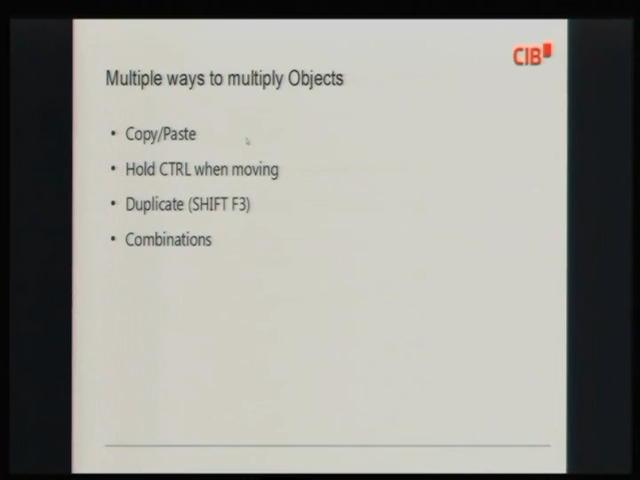 CIB
Multiple ways to multiply Objects
• Copy/Paste
• Hold CTRL when moving
• Duplicate (SHIFT F3)
• Combinations